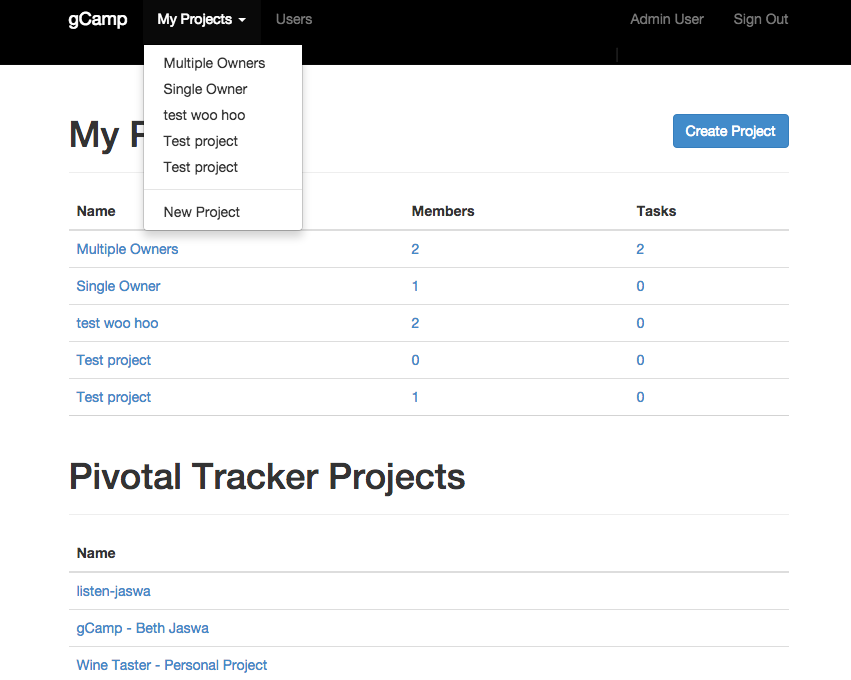 gCamp My Projects Users Admin User Sign Out
Multiple Owners
Single Owner
test woo hoo
Test project
Test project
New Project
My P
Create Project
Name Members Tasks
Multiple Owners 2 2
Single Owner 1 0
test woo hoo 2 0
Test project 0 0
Test project 1 0
Pivotal Tracker Projects
Name
listen-jaswa
gCamp - Beth Jaswa
Wine Taster - Personal Project